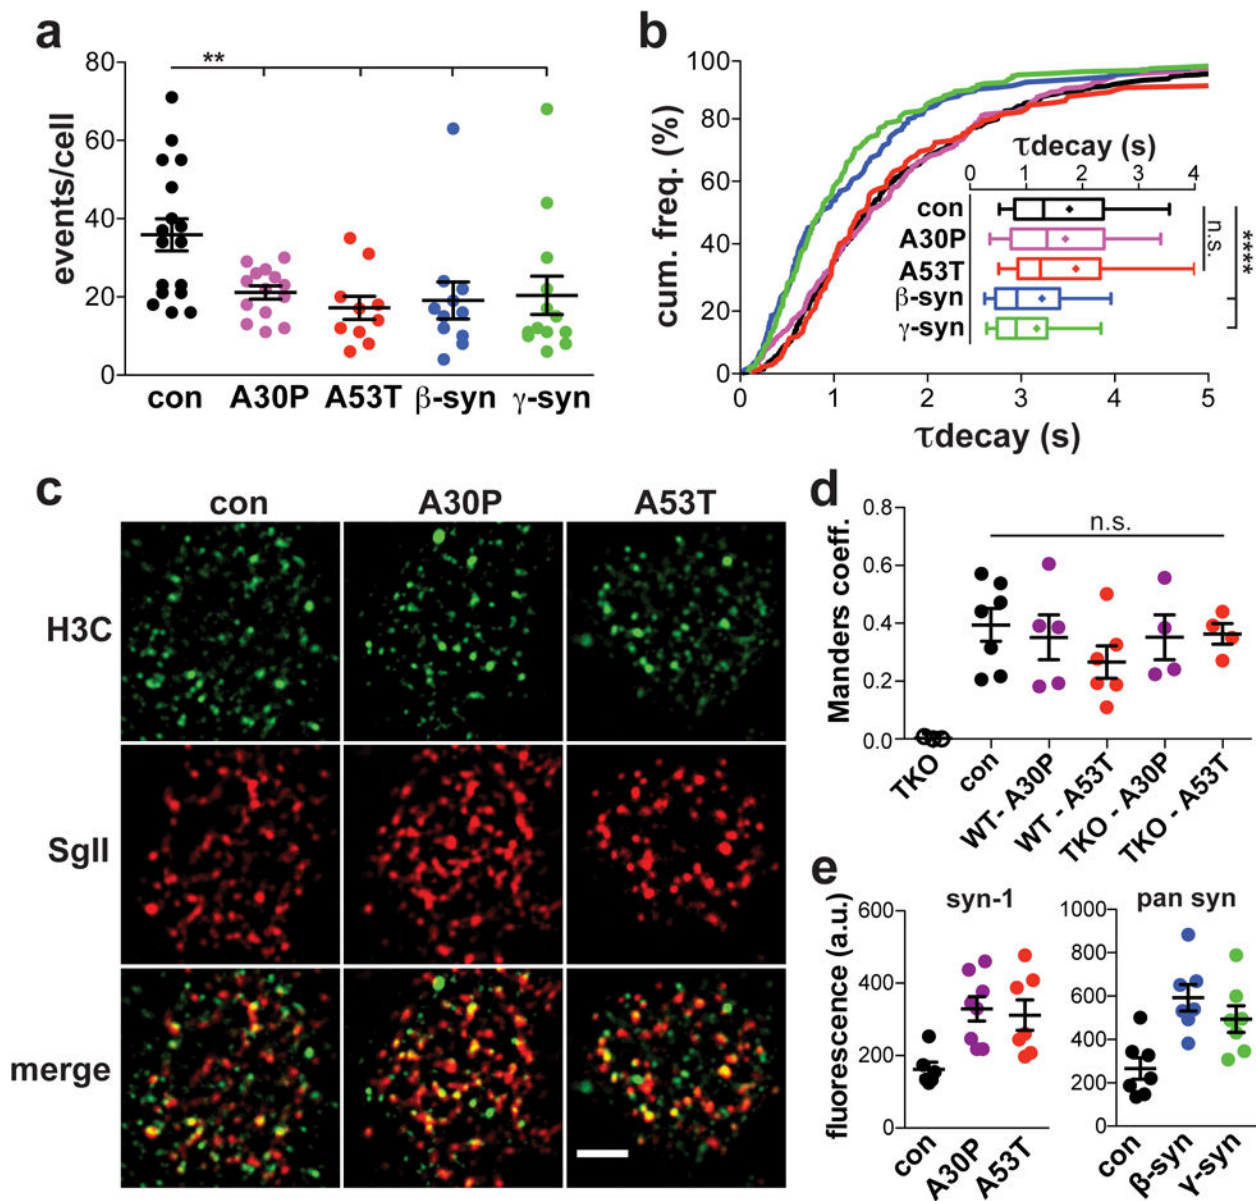 a
**
80
60
40
20
0
events/cell
con A30P A53T β-syn γ-syn
b
100
80
60
40
20
0
cum. freq. (%)
0 1 2 3 4 5
τdecay (s)
τdecay (s)
0 1 2 3 4
con
A30P
A53T
β-syn
γ-syn
n.s.
****
c
con A30P A53T
H3C
SgII
merge
d
n.s.
0.8
0.6
0.4
0.2
0.0
Manders coeff.
TKO
con
WT- A30P
WT - A53T
TKO - A30P
TKO - A53T
e
syn-1
600
400
200
0
fluorescence (a.u.)
con
A30P
A53T
pan syn
1000
800
600
400
200
0
con
β-syn
γ-syn